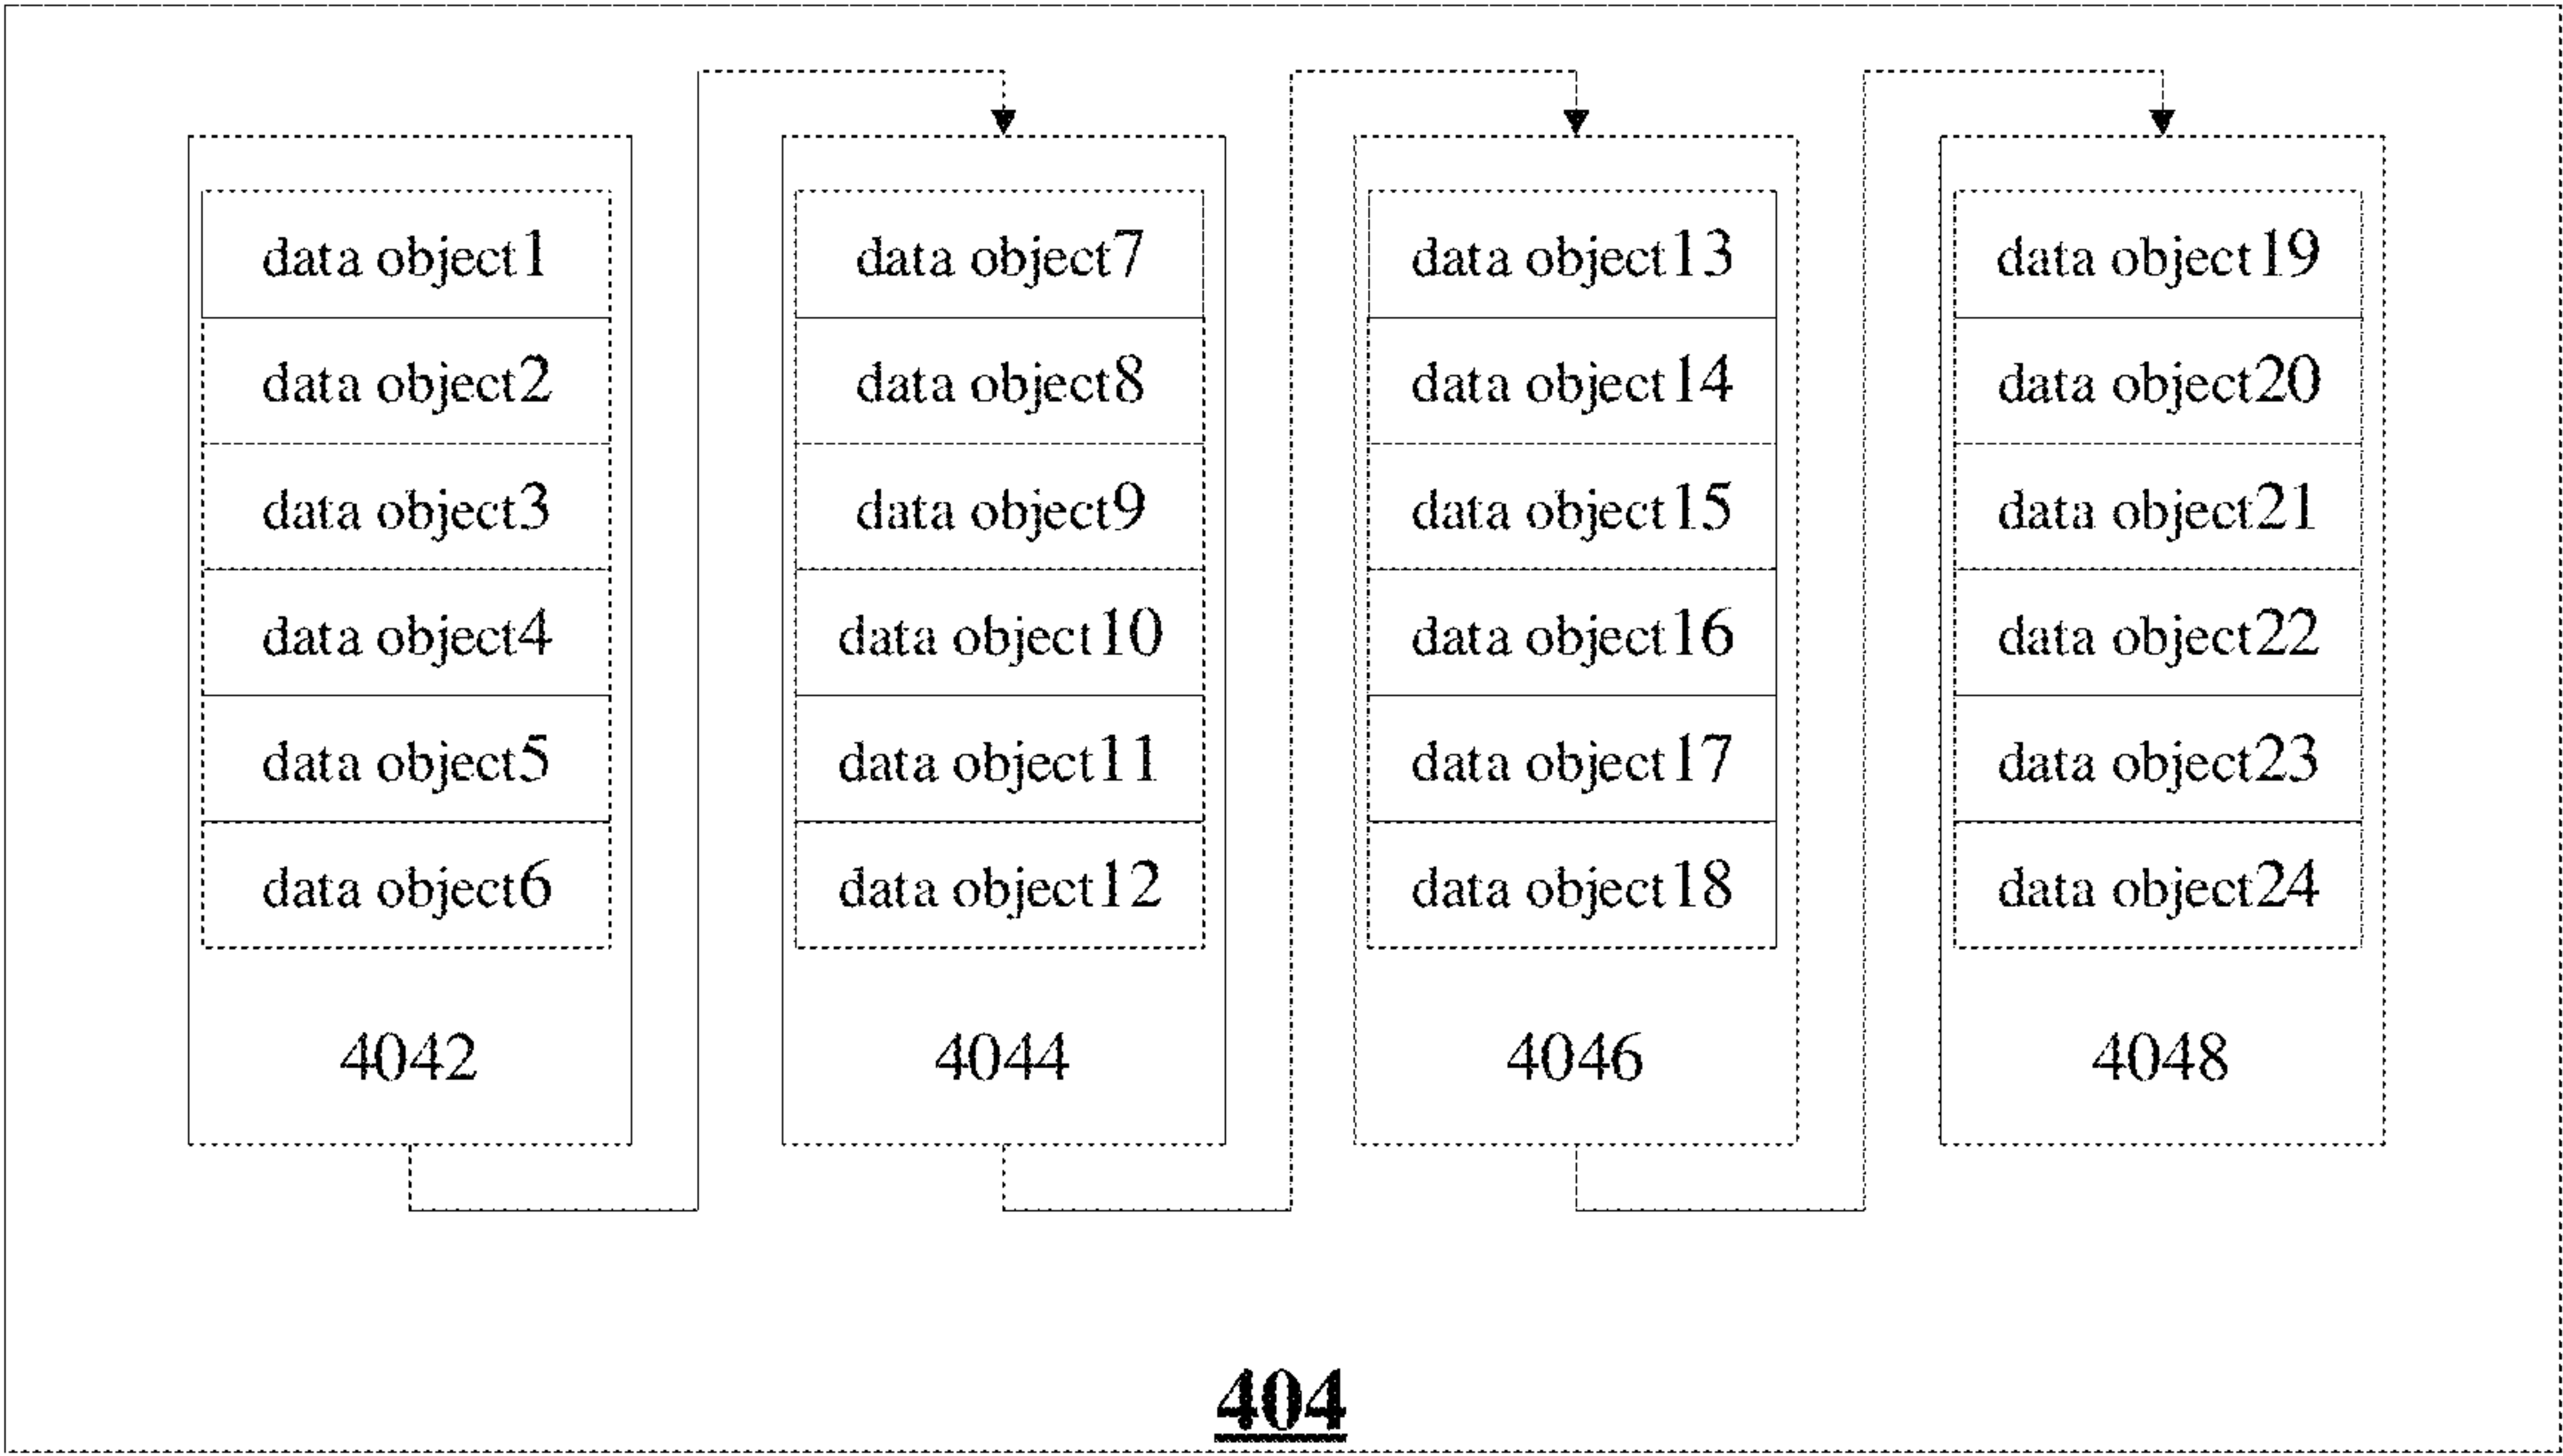 data object1
data object2
data object3
data object4
data object5
data object6
4042
data object7
data object8
data object9
data object10
data object11
data object12
4044
data object13
data object14
data object15
data object16
data object17
data object18
4046
data object19
data object20
data object21
data object22
data object23
data object24
4048
404